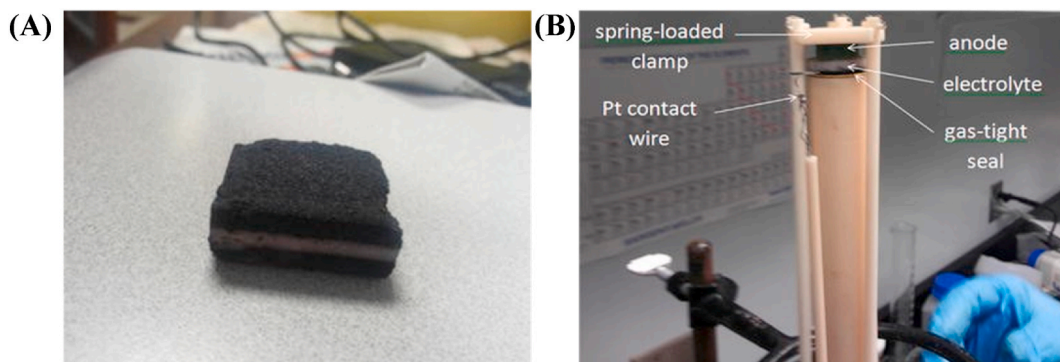 (A)
(B)
spring-loaded
clamp
Pt contact
wire
anode
electrolyte
gas-tight
seal